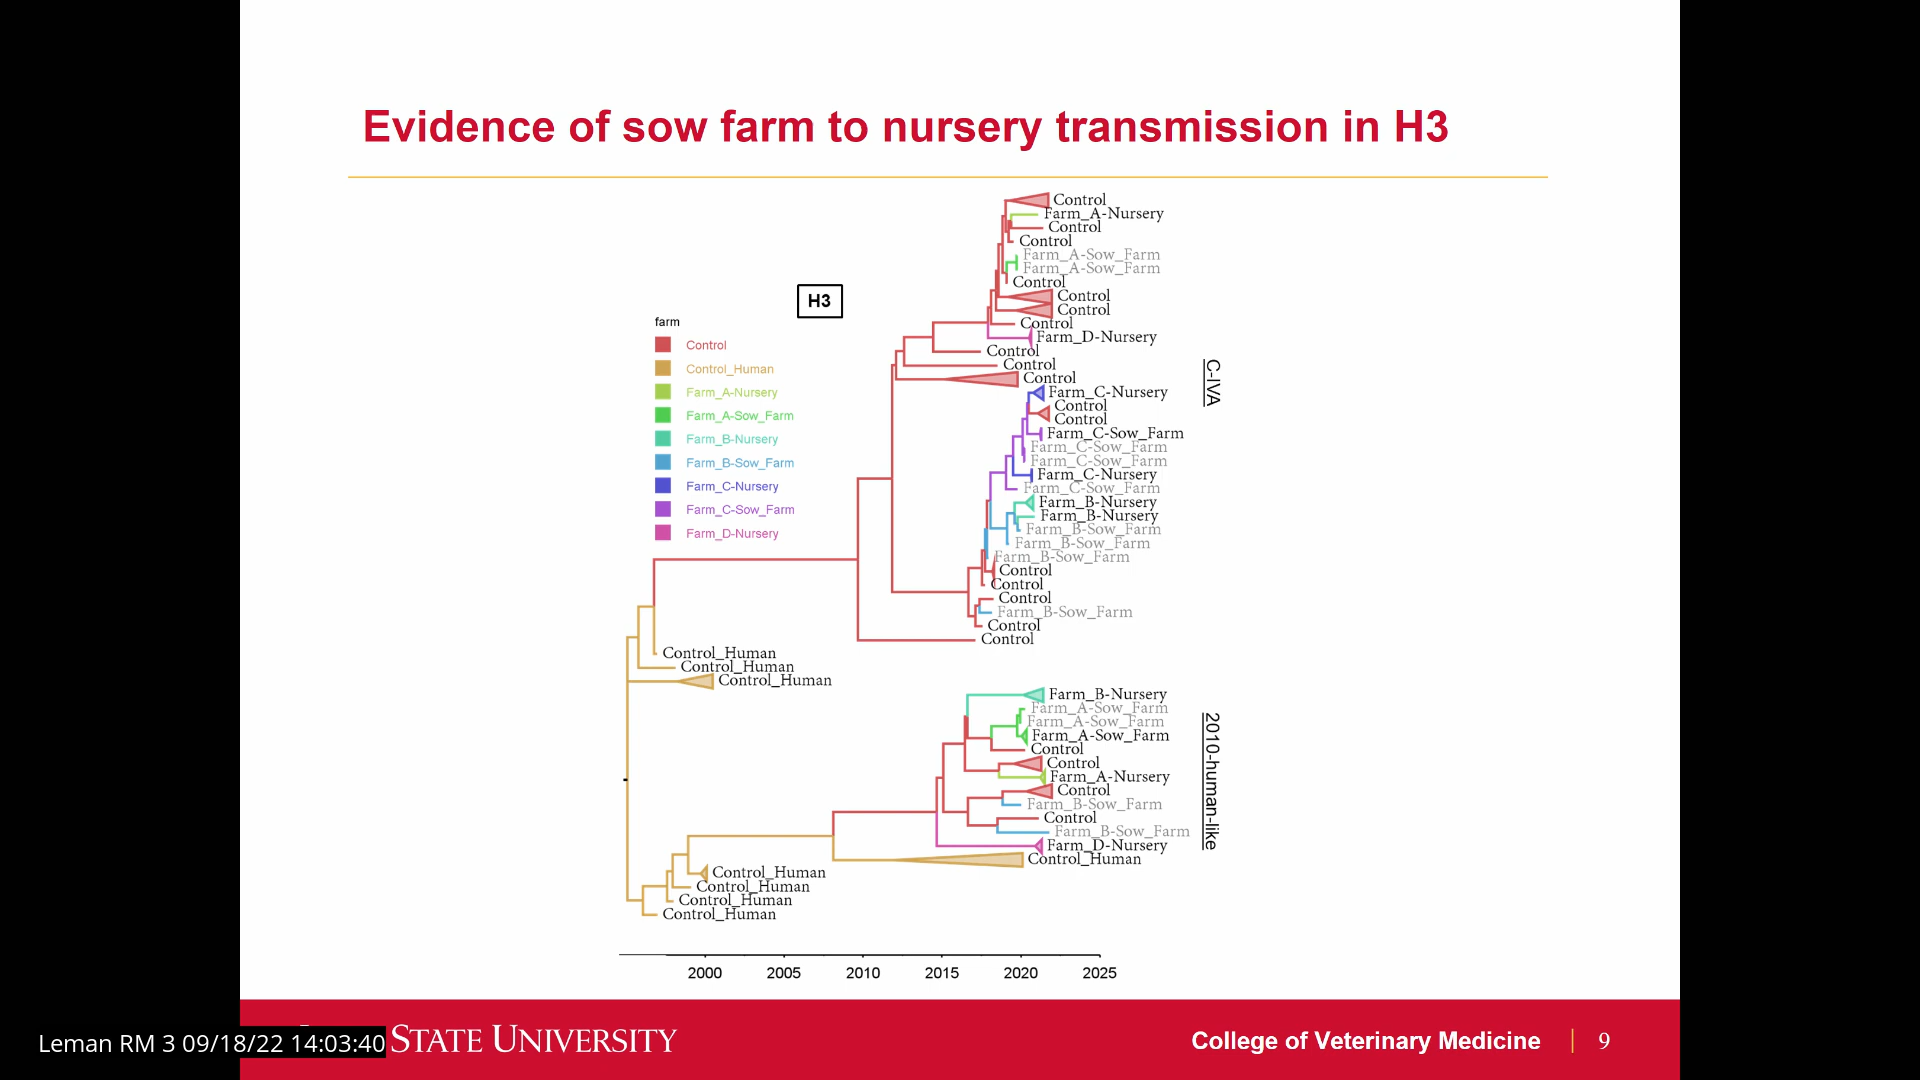 Evidence of sow farm to nursery transmission in H3
H3
farm
Control
Control_Human
Farm_A-Nursery
Farm_A-Sow_Farm
Farm_B-Nursery
Farm_B-Sow_Farm
Farm_C-Nursery
Farm_C-Sow_Farm
Farm_D-Nursery
Control
Farm_A-Nursery
Control
Control
Farm_A-Sow_Farm
Farm_A-Sow_Farm
Control
Control
Control
Control
Farm_D-Nursery
Control
Control
Control
Farm_C-Nursery
Control
Control
Farm_C-Sow_Farm
Farm_C-Sow_Farm
Farm_C-Sow_Farm
Farm_C-Nursery
Farm_C-Sow_Farm
Farm_B-Nursery
Farm_B-Nursery
Farm_B-Sow_Farm
Farm_B-Sow_Farm
Farm_B-Sow_Farm
Control
Control
Control
Farm_B-Sow_Farm
Control
Control
C-IVA
Control_Human
Control_Human
Control_Human
Farm_B-Nursery
Farm_A-Sow_Farm
Farm_A-Sow_Farm
Farm_A-Sow_Farm
Control
Control
Farm_A-Nursery
Control
Farm_B-Sow_Farm
Control
Farm_B-Sow_Farm
Farm_D-Nursery
Control_Human
2010-human-like
Control_Human
Control_Human
Control_Human
Control_Human
2000 2005 2010 2015 2020 2025
STATE UNIVERSITY
College of Veterinary Medicine | 9
Leman RM 3 09/18/22 14:03:40